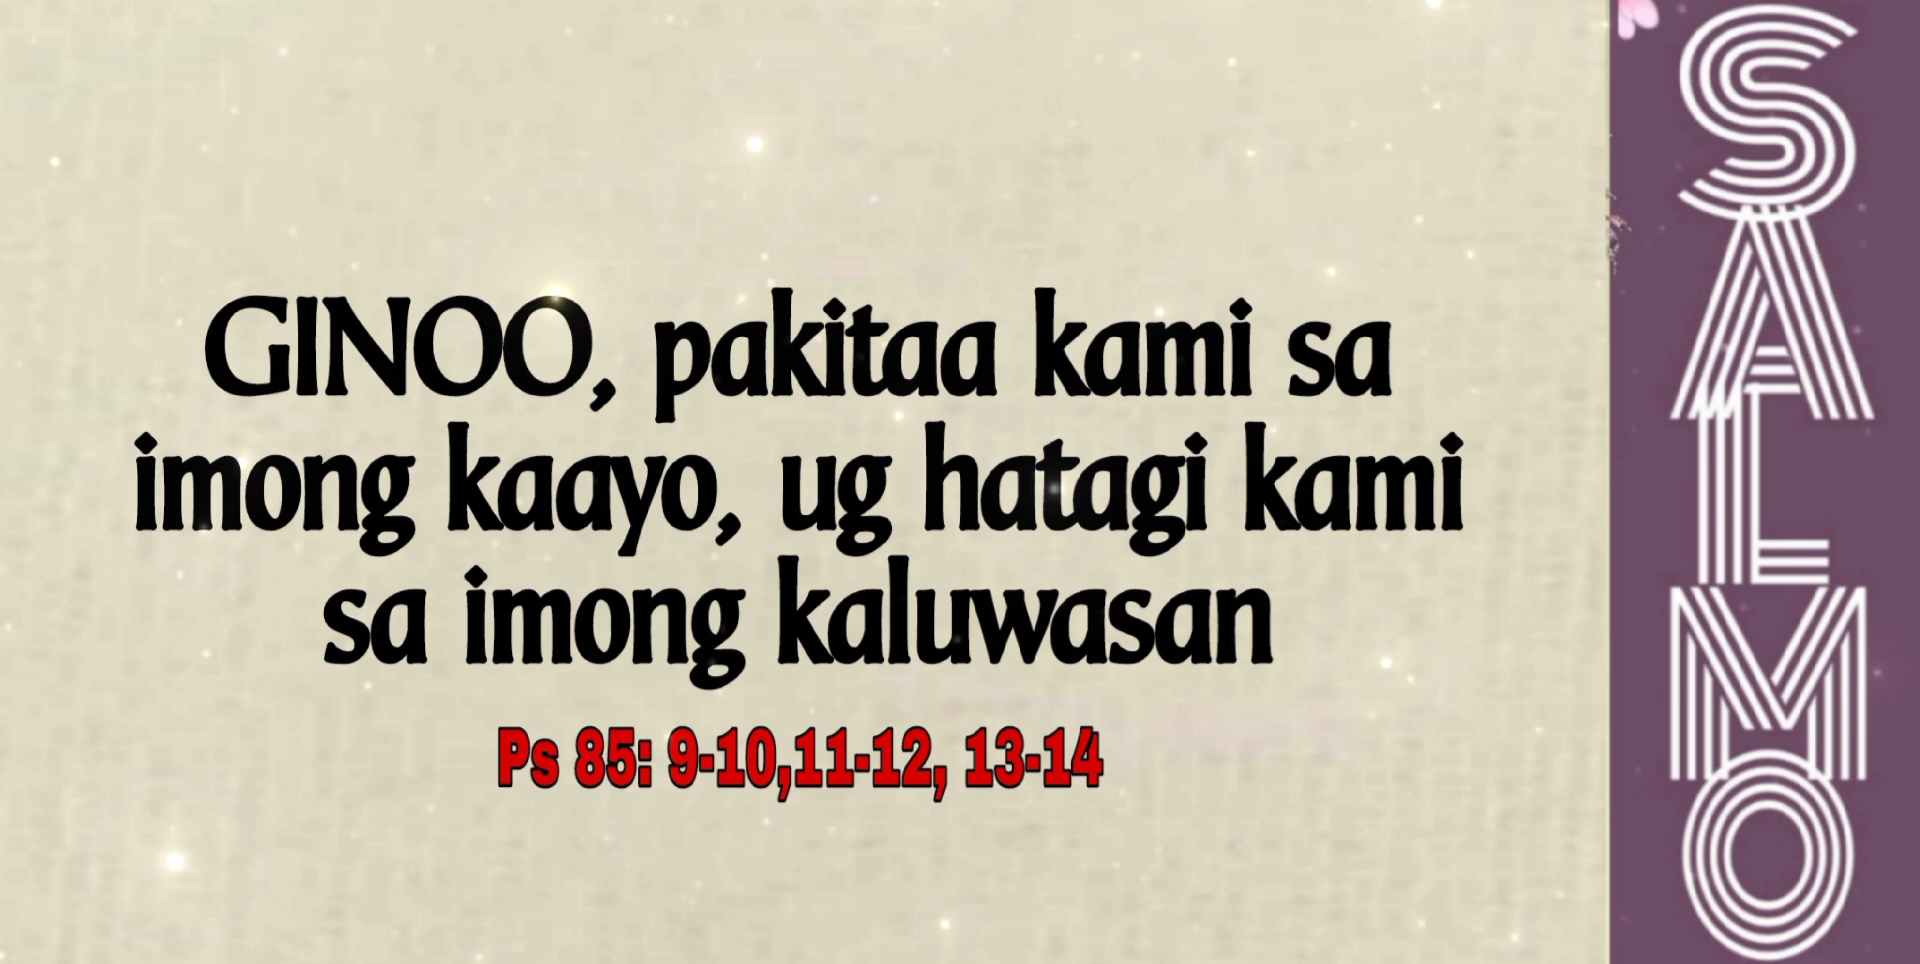 GINOO, pakitaa kami sa
imong kaayo, ug hatagi kami
sa imong kaluwasan
Ps 85: 9-10,11-12, 13-14
SALMO